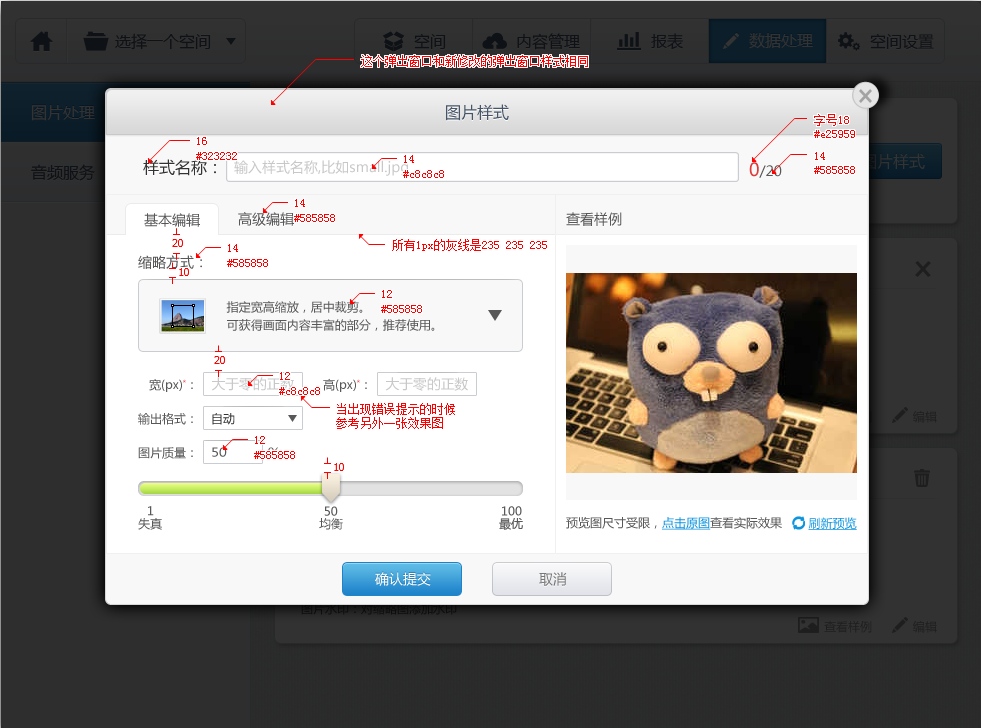 选择一个空间
空间
内容管理
报表
数据处理
空间设置
这个弹出窗口和新修改的弹出窗口样式相同
图片处理
图片样式
字号18
#e25959
16
#323232
样式名称：
输入样式名称,比如small.jpg
14
#c8c8c8
0/20
14
#585858
图片样式
音频服务
基本编辑
高级编辑
14
#585858
查看样例
20
所有1px的灰线是235 235 235
缩略方式：
14
#585858
10
指定宽高缩放，居中裁剪。
可获得画面内容丰富的部分，推荐使用。
12
#585858
20
宽(px)*：
大于零的正数
12
#c8c8c8
高(px)*：
大于零的正数
当出现错误提示的时候
参考另外一张效果图
输出格式：
自动
编辑
图片质量：
50
%
12
#585858
10
1
失真
50
均衡
100
最优
预览图尺寸受限，点击原图查看实际效果
刷新预览
确认提交
取消
图片水印：对缩略图添加水印
查看样例
编辑